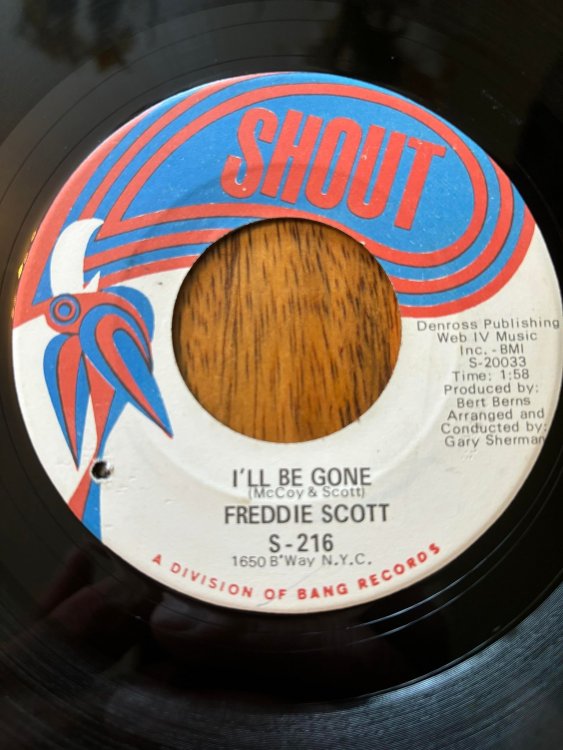 SHOUT
Denross Publishing
Web IV Music
Inc. - BMI
S-20033
Time: 1:58
Produced by:
Bert Berns
Arranged and
Conducted by:
Gary Sherman
I'LL BE GONE
(McCoy & Scott)
FREDDIE SCOTT
S-216
1650 B'Way N.Y.C.
A DIVISION OF BANG RECORDS